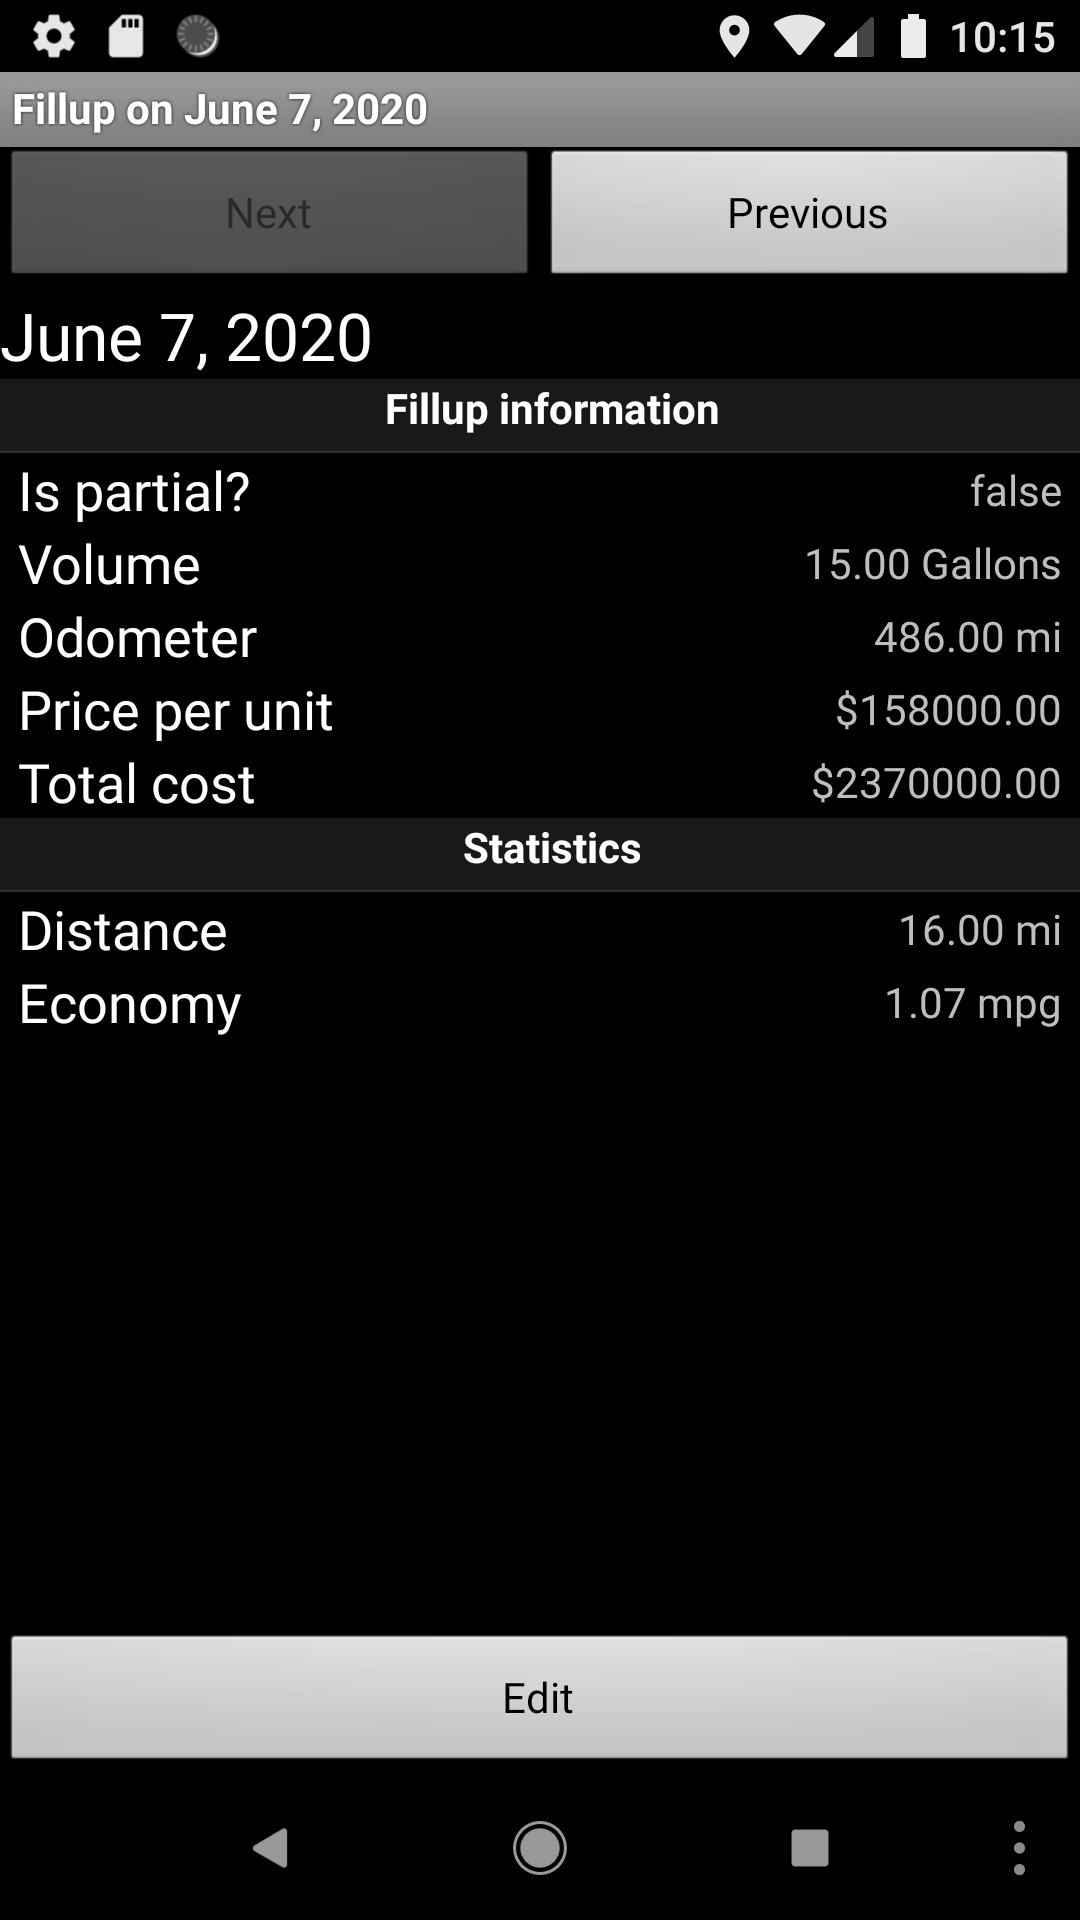 10:15
Fillup on June 7, 2020
Next Previous
June 7, 2020
Fillup information
Is partial? false
Volume 15.00 Gallons
Odometer 486.00 mi
Price per unit $158000.00
Total cost $2370000.00
Statistics
Distance 16.00 mi
Economy 1.07 mpg
Edit